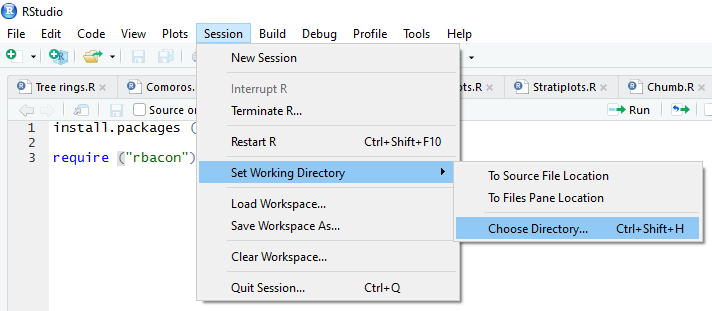 RStudio
File Edit Code View Plots Session Build Debug Profile Tools Help
New Session
Interrupt R
Terminate R...
Restart R Ctrl+Shift+F10
Set Working Directory
Load Workspace...
Save Workspace As...
Clear Workspace...
Quit Session... Ctrl+Q
To Source File Location
To Files Pane Location
Choose Directory... Ctrl+Shift+H
Tree rings.R Comoros. ots.R Stratiplots.R Chumb.R
Source o Run
1 install.packages (
2
3 require ("rbacon")